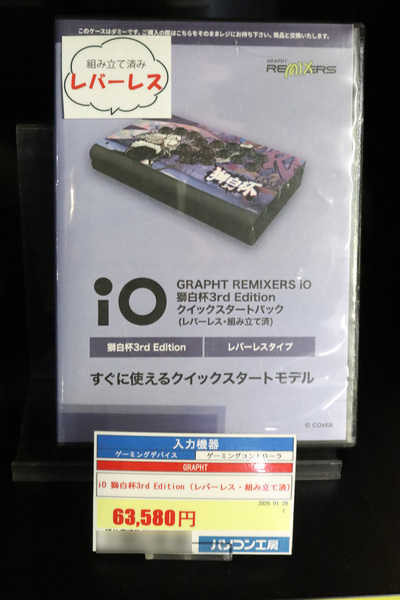 このケースはダミーです。ご購入の際はこちらをそのままレジにお持ち下さい。商品と交換いたします。
組み立て済み
レバーレス
GRAPHT
REMIXERS
獅白杯
iO
GRAPHT REMIXERS iO
獅白杯3rd Edition
クイックスタートパック
(レバーレス・組み立て済)
獅白杯3rd Edition
レバーレスタイプ
すぐに使えるクイックスタートモデル
© COVER
入力機器
ゲーミングデバイス ゲーミングコントローラ
GRAPHT
iO 獅白杯3rd Edition (レバーレス・組み立て済)
2026.01.29
63,580円
パソコン工房